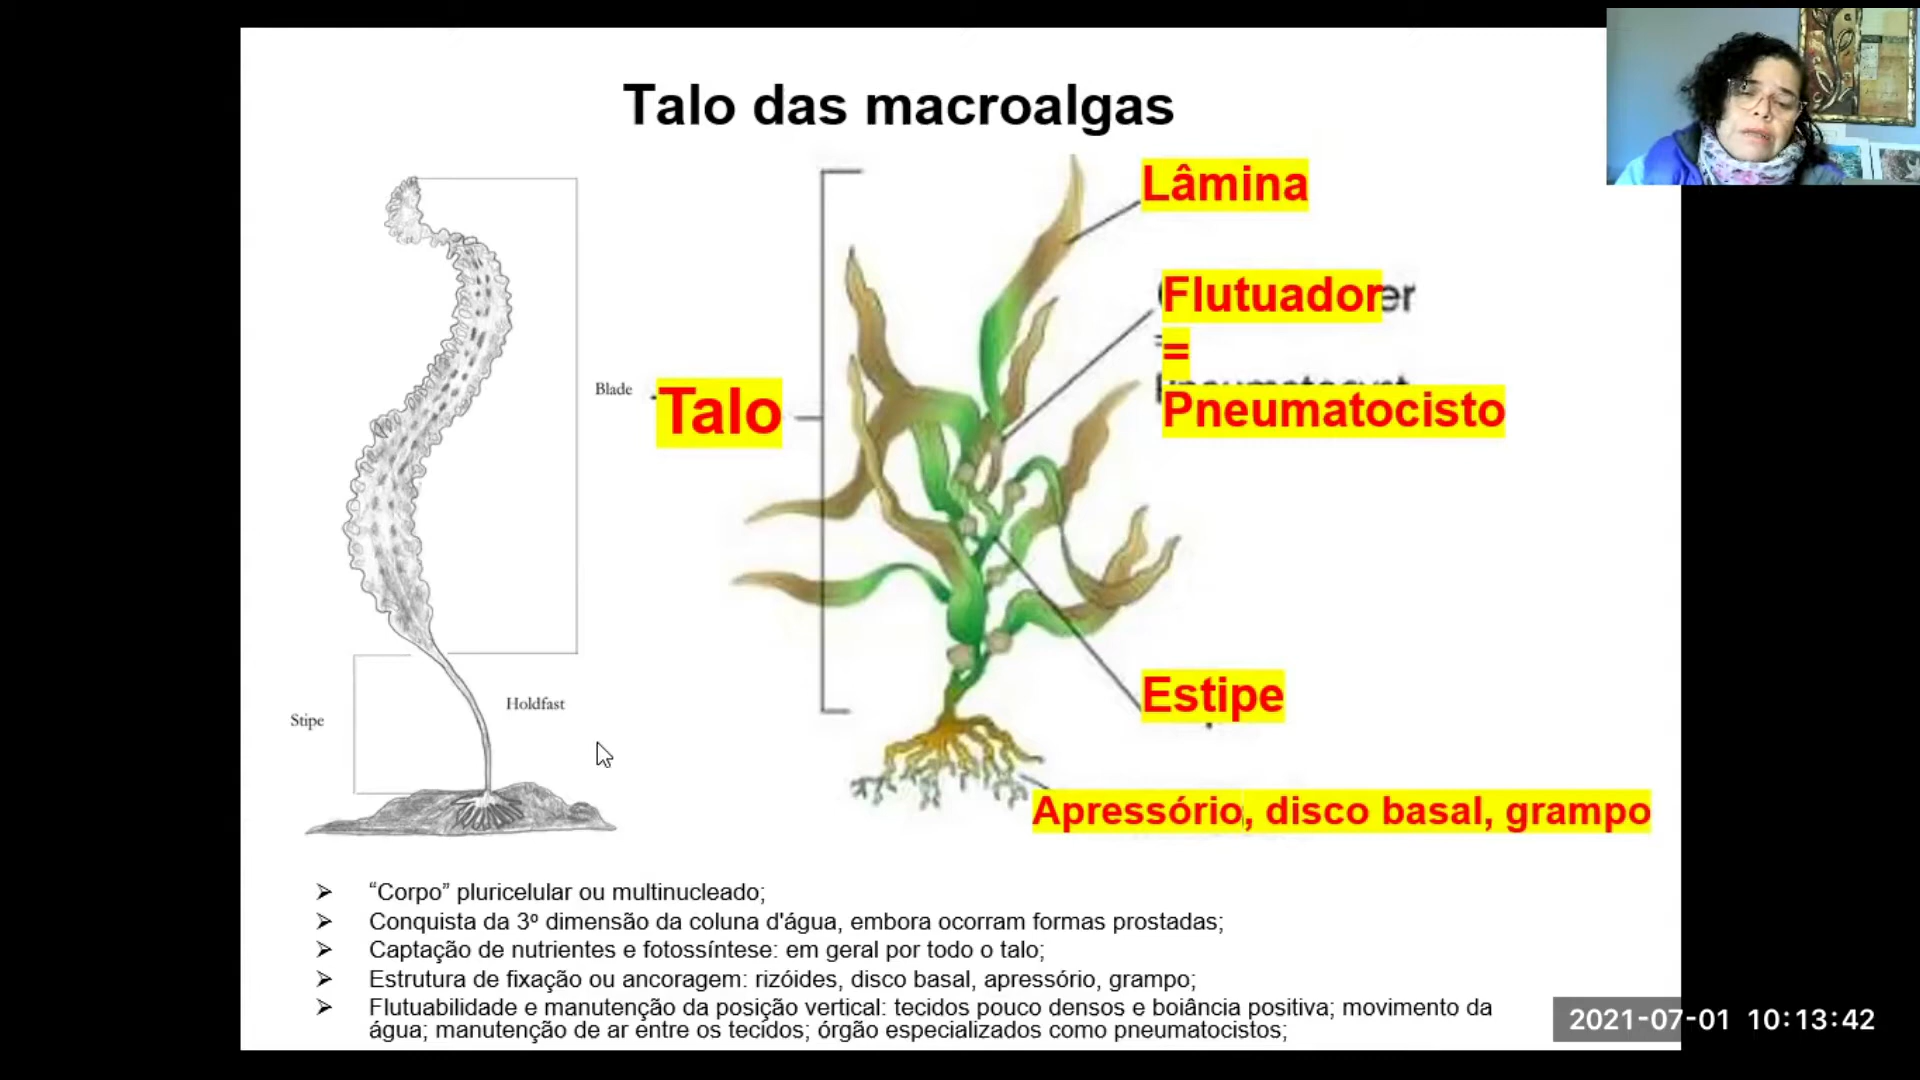 Talo das macroalgas
Lâmina
Flutuador
er
=
Pneumatocisto
Blade
Talo
Estipe
Holdfast
Stipe
Apressório, disco basal, grampo
“Corpo” pluricelular ou multinucleado;
Conquista da 3º dimensão da coluna d'água, embora ocorram formas prostadas;
Captação de nutrientes e fotossíntese: em geral por todo o talo;
Estrutura de fixação ou ancoragem: rizóides, disco basal, apressório, grampo;
Flutuabilidade e manutenção da posição vertical: tecidos pouco densos e boiância positiva; movimento da
água; manutenção de ar entre os tecidos; órgão especializados como pneumatocistos;
2021-07-01 10:13:42